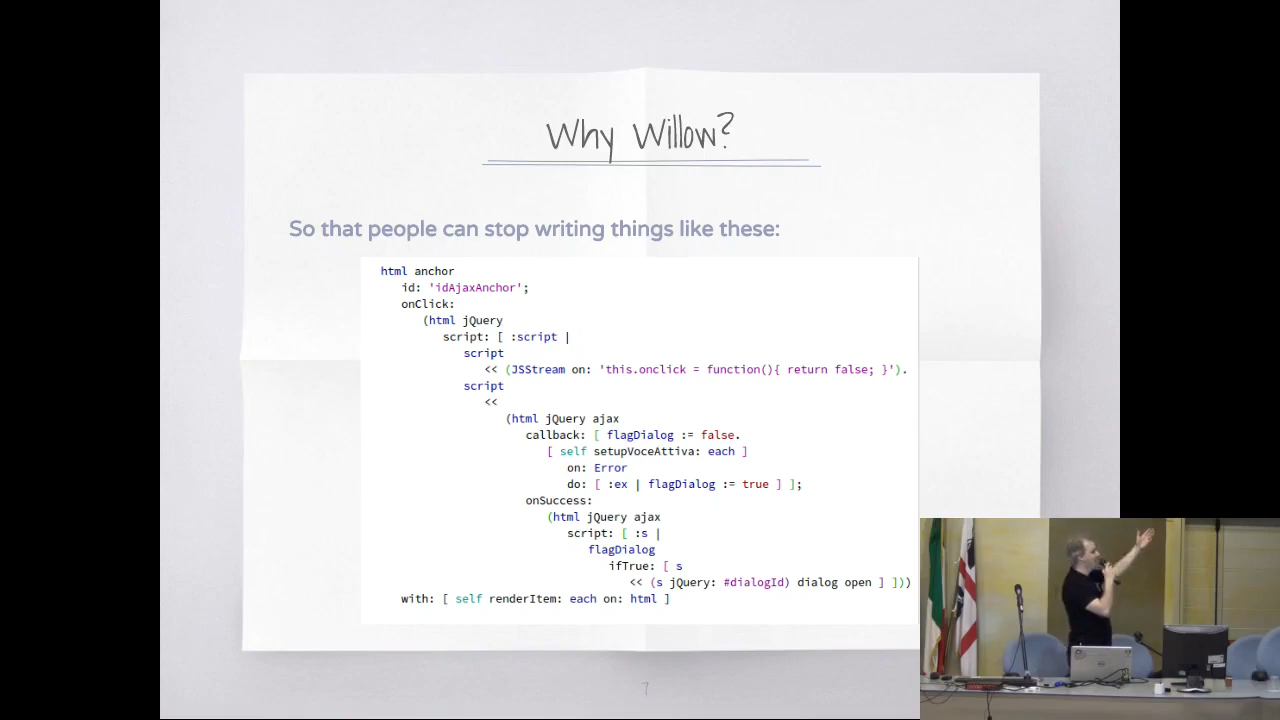 Why Willow?
So that people can stop writing things like these:
html anchor
id: 'idAjaxAnchor';
onClick:
(html jQuery
script: [ :script |
script
<< (JSStream on: 'this.onclick = function(){ return false; }').
script
<<
(html jQuery ajax
callback: [ flagDialog := false.
[ self setupVoceAttiva: each ]
on: Error
do: [ :ex | flagDialog := true ] ];
onSuccess:
(html jQuery ajax
script: [ :s |
flagDialog
ifTrue: [ s
<< (s jQuery: #dialogId) dialog open ] ]))
with: [ self renderItem: each on: html ]
7